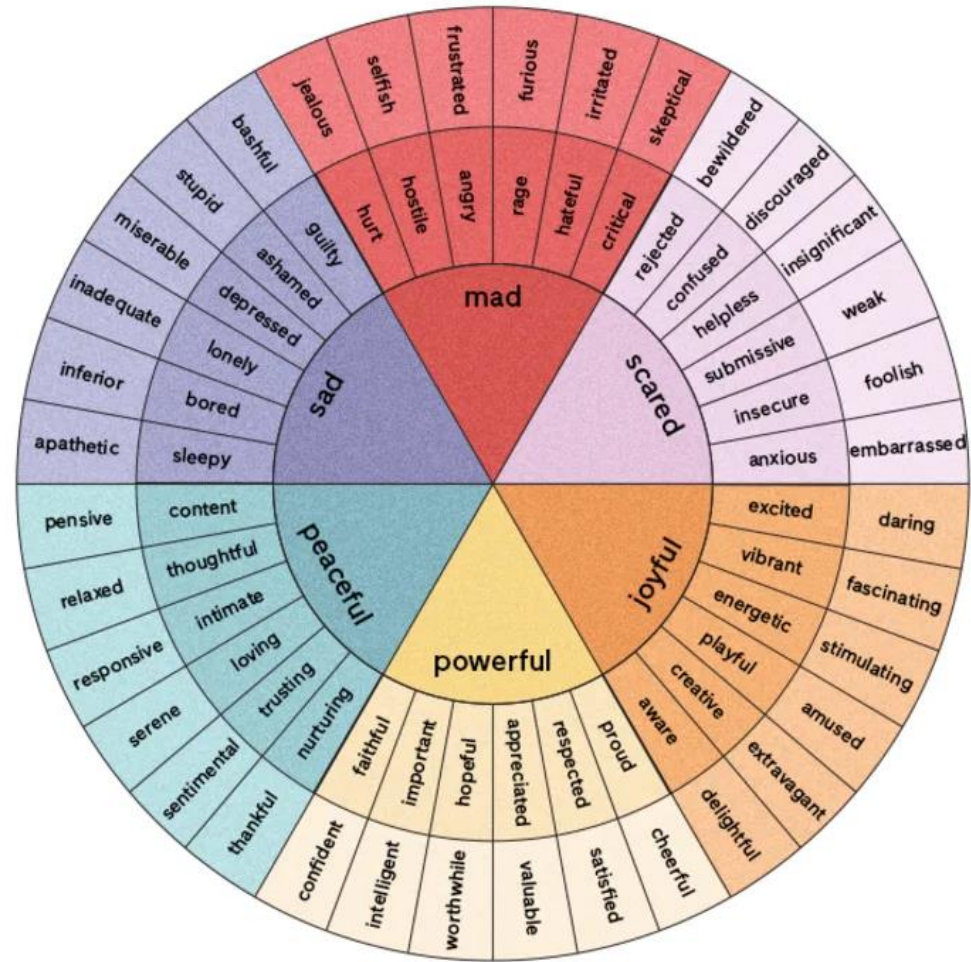 mad
hurt
hostile
angry
rage
hateful
critical
jealous
selfish
frustrated
furious
irritated
skeptical
scared
rejected
confused
helpless
submissive
insecure
anxious
bewildered
discouraged
insignificant
weak
foolish
embarrassed
joyful
excited
vibrant
energetic
playful
creative
aware
daring
fascinating
stimulating
amused
extravagant
delightful
powerful
proud
respected
appreciated
hopeful
important
faithful
cheerful
satisfied
valuable
worthwhile
intelligent
confident
peaceful
nurturing
trusting
loving
intimate
thoughtful
content
thankful
sentimental
serene
responsive
relaxed
pensive
sad
sleepy
bored
lonely
depressed
ashamed
guilty
apathetic
inferior
inadequate
miserable
stupid
bashful